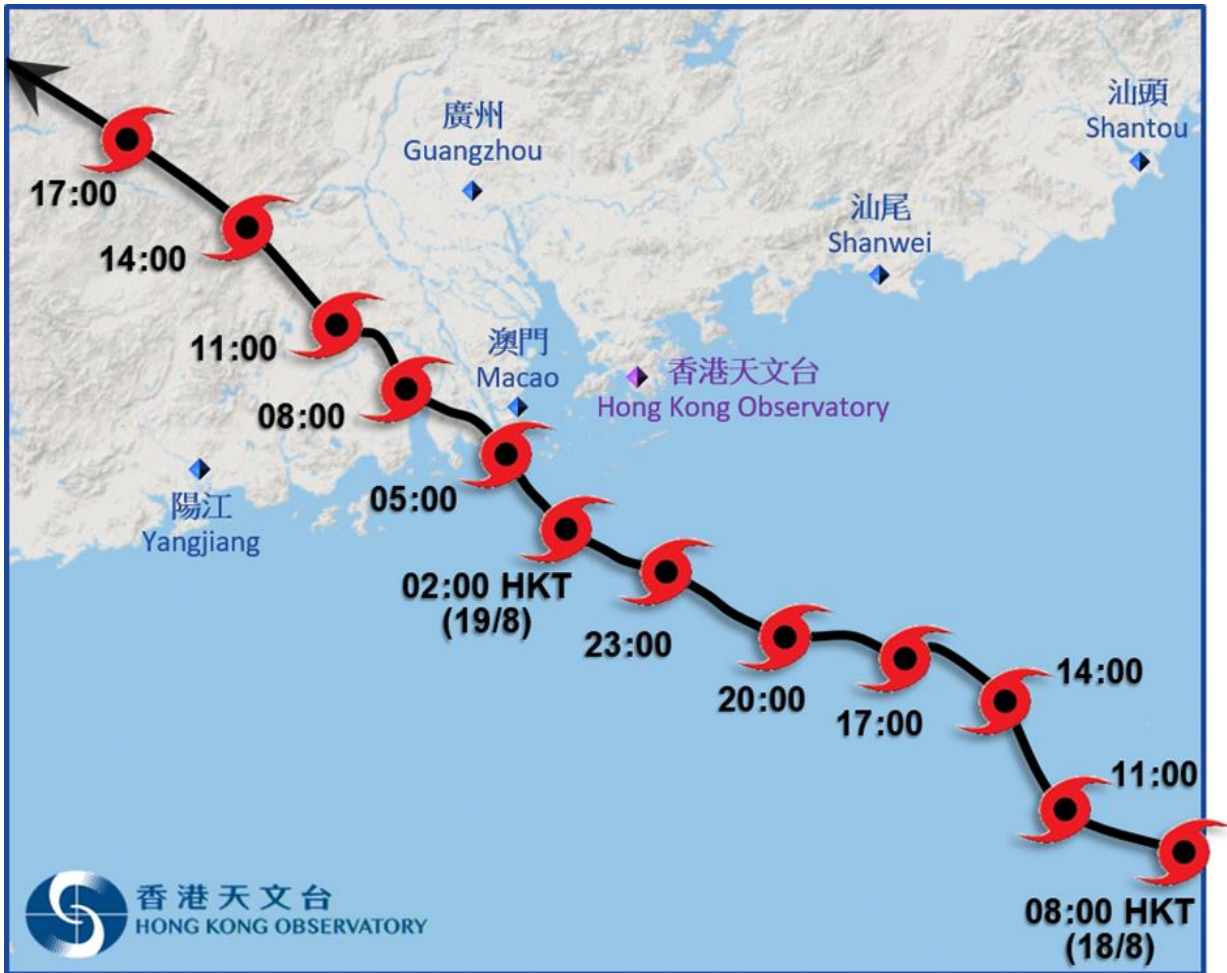 汕頭
Shantou
廣州
Guangzhou
17:00
汕尾
Shanwei
14:00
11:00
澳門
Macao
香港天文台
Hong Kong Observatory
08:00
05:00
陽江
Yangjiang
02:00 HKT
(19/8)
23:00
20:00
17:00
14:00
11:00
08:00 HKT
(18/8)
香港天文台
HONG KONG OBSERVATORY